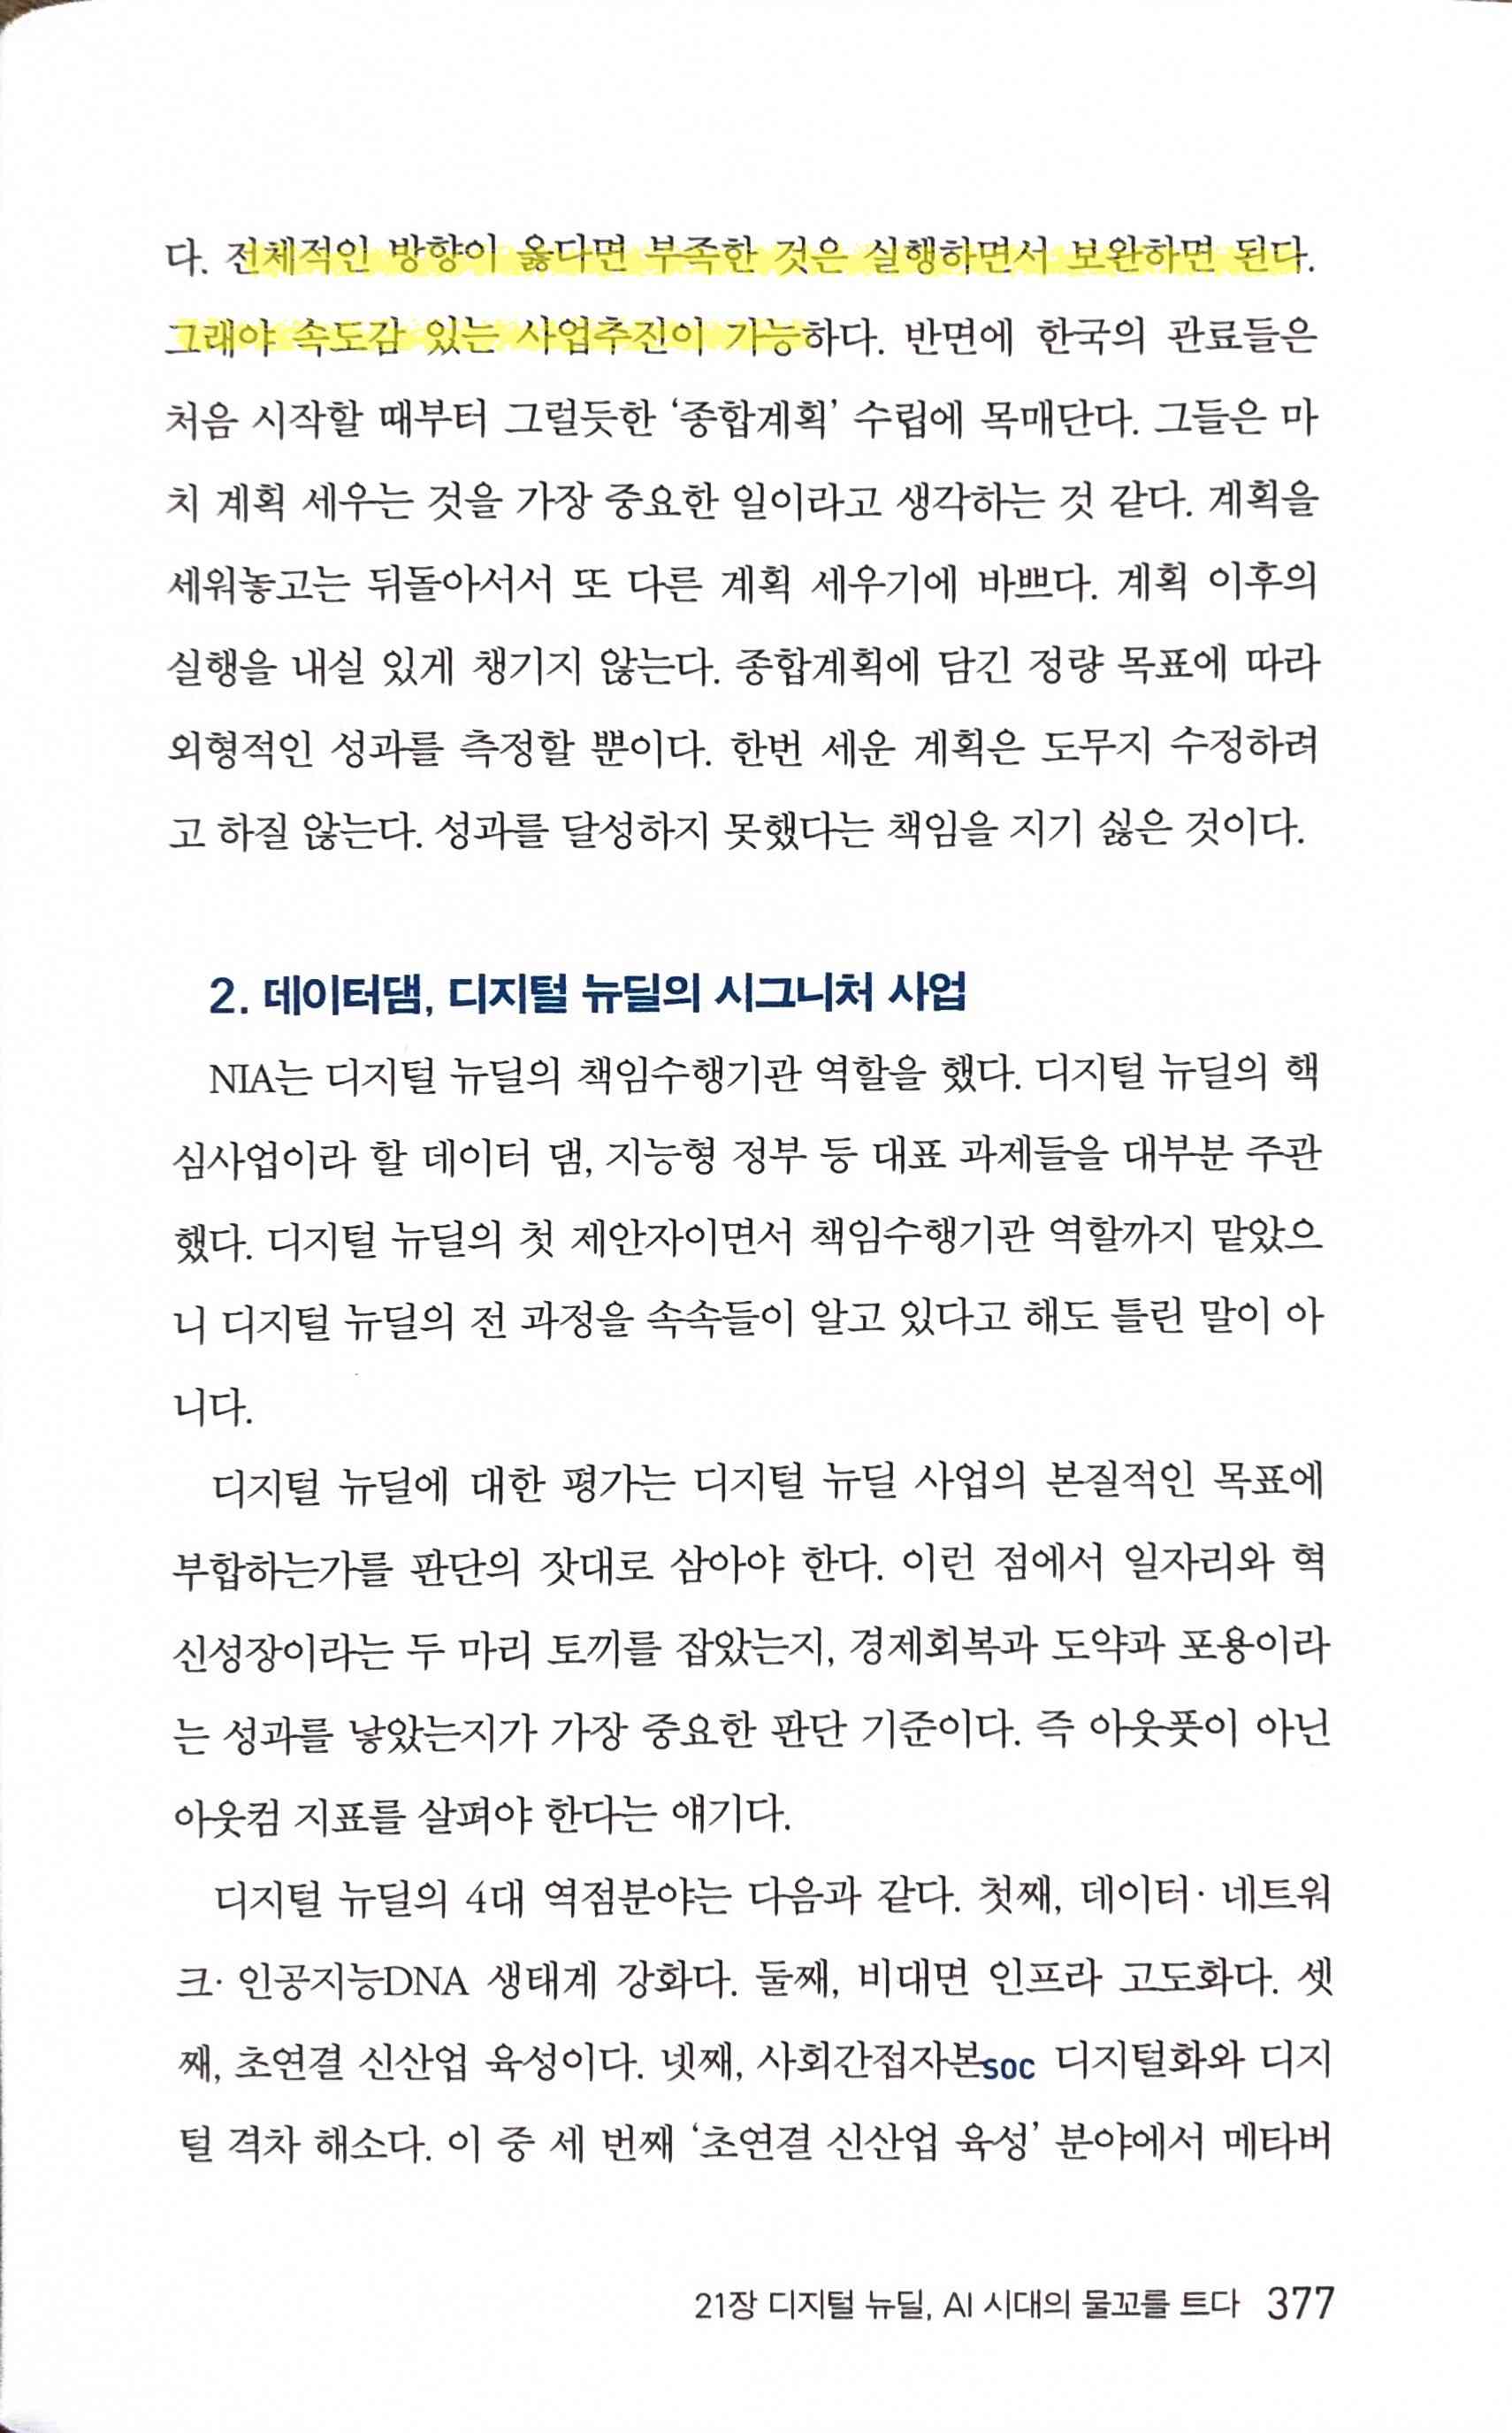 다. 전체적인 방향이 옳다면 부족한 것은 실행하면서 보완하면 된다.
그래야 속도감 있는 사업추진이 가능하다. 반면에 한국의 관료들은
처음 시작할 때부터 그럴듯한 ‘종합계획’ 수립에 목매단다. 그들은 마
치 계획 세우는 것을 가장 중요한 일이라고 생각하는 것 같다. 계획을
세워놓고는 뒤돌아서서 또 다른 계획 세우기에 바쁘다. 계획 이후의
실행을 내실 있게 챙기지 않는다. 종합계획에 담긴 정량 목표에 따라
외형적인 성과를 측정할 뿐이다. 한번 세운 계획은 도무지 수정하려
고 하질 않는다. 성과를 달성하지 못했다는 책임을 지기 싫은 것이다.
2. 데이터댐, 디지털 뉴딜의 시그니처 사업
NIA는 디지털 뉴딜의 책임수행기관 역할을 했다. 디지털 뉴딜의 핵
심사업이라 할 데이터 댐, 지능형 정부 등 대표 과제들을 대부분 주관
했다. 디지털 뉴딜의 첫 제안자이면서 책임수행기관 역할까지 맡았으
니 디지털 뉴딜의 전 과정을 속속들이 알고 있다고 해도 틀린 말이 아
니다.
디지털 뉴딜에 대한 평가는 디지털 뉴딜 사업의 본질적인 목표에
부합하는가를 판단의 잣대로 삼아야 한다. 이런 점에서 일자리와 혁
신성장이라는 두 마리 토끼를 잡았는지, 경제회복과 도약과 포용이라
는 성과를 낳았는지가 가장 중요한 판단 기준이다. 즉 아웃풋이 아닌
아웃컴 지표를 살펴야 한다는 얘기다.
디지털 뉴딜의 4대 역점분야는 다음과 같다. 첫째, 데이터· 네트워
크· 인공지능DNA 생태계 강화다. 둘째, 비대면 인프라 고도화다. 셋
째, 초연결 신산업 육성이다. 넷째, 사회간접자본soc 디지털화와 디지
털 격차 해소다. 이 중 세 번째 ‘초연결 신산업 육성’ 분야에서 메타버
21장 디지털 뉴딜, AI 시대의 물꼬를 트다 377